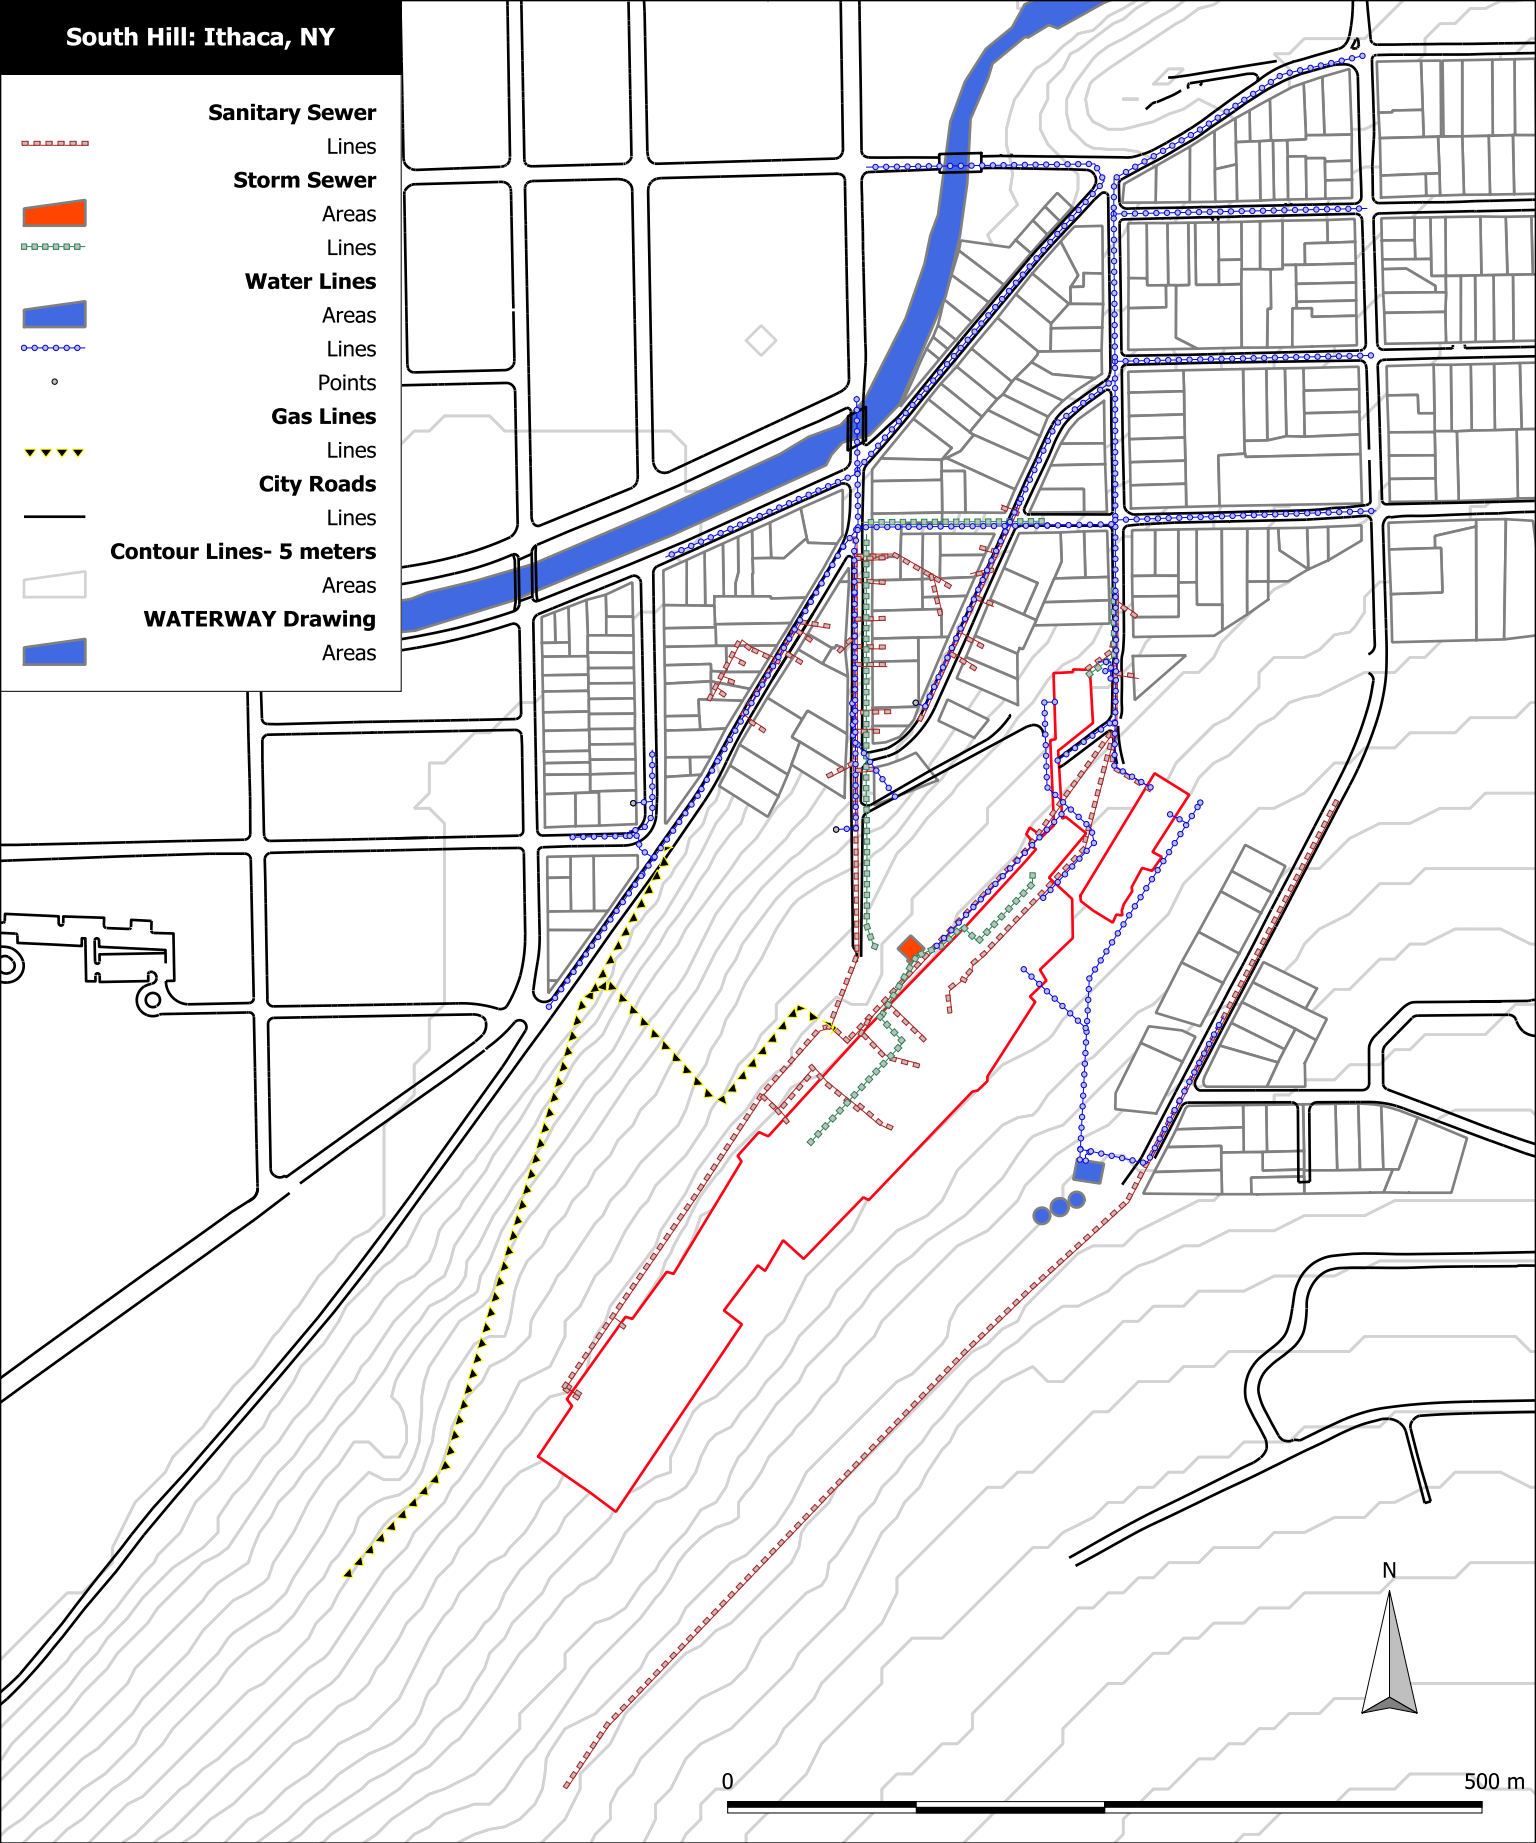 South Hill: Ithaca, NY
Sanitary Sewer
Lines
Storm Sewer
Areas
Lines
Water Lines
Areas
Lines
Points
Gas Lines
Lines
City Roads
Lines
Contour Lines- 5 meters
Areas
WATERWAY Drawing
Areas
N
0 500 m